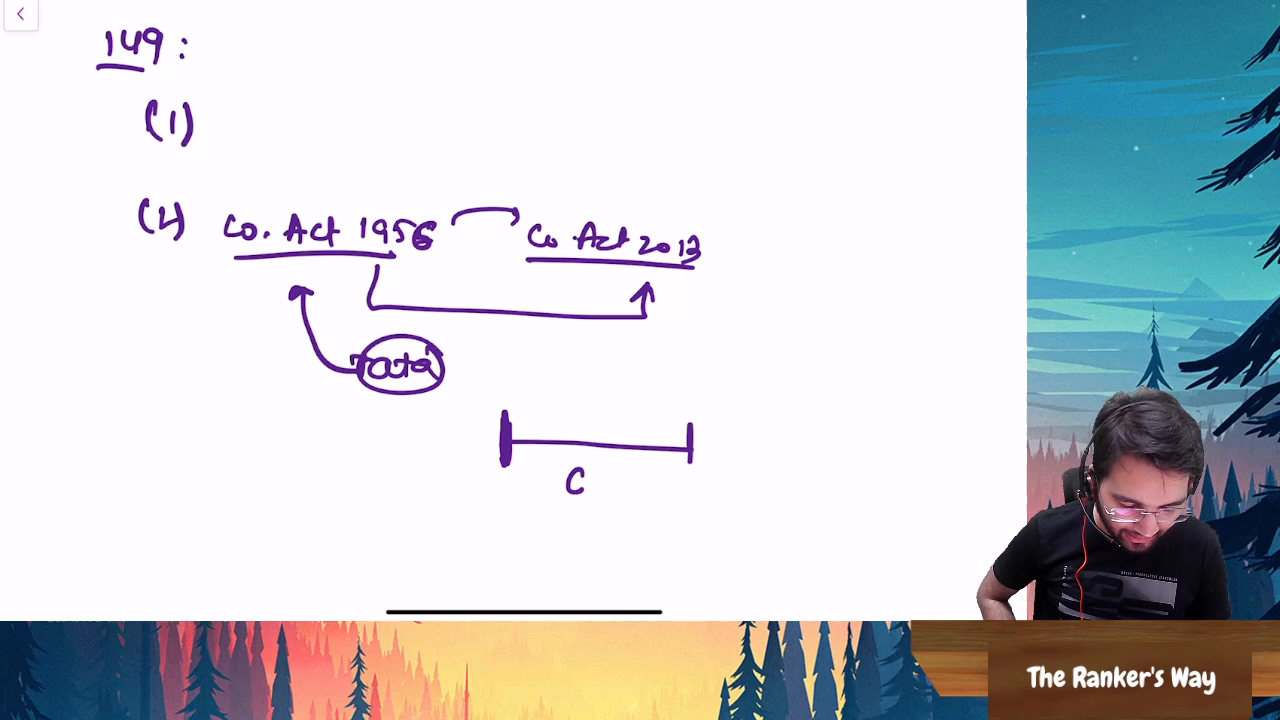 149 :
(1)
(2) Co. Act 1956 Co Act 2013
Tata
C
The Ranker's Way